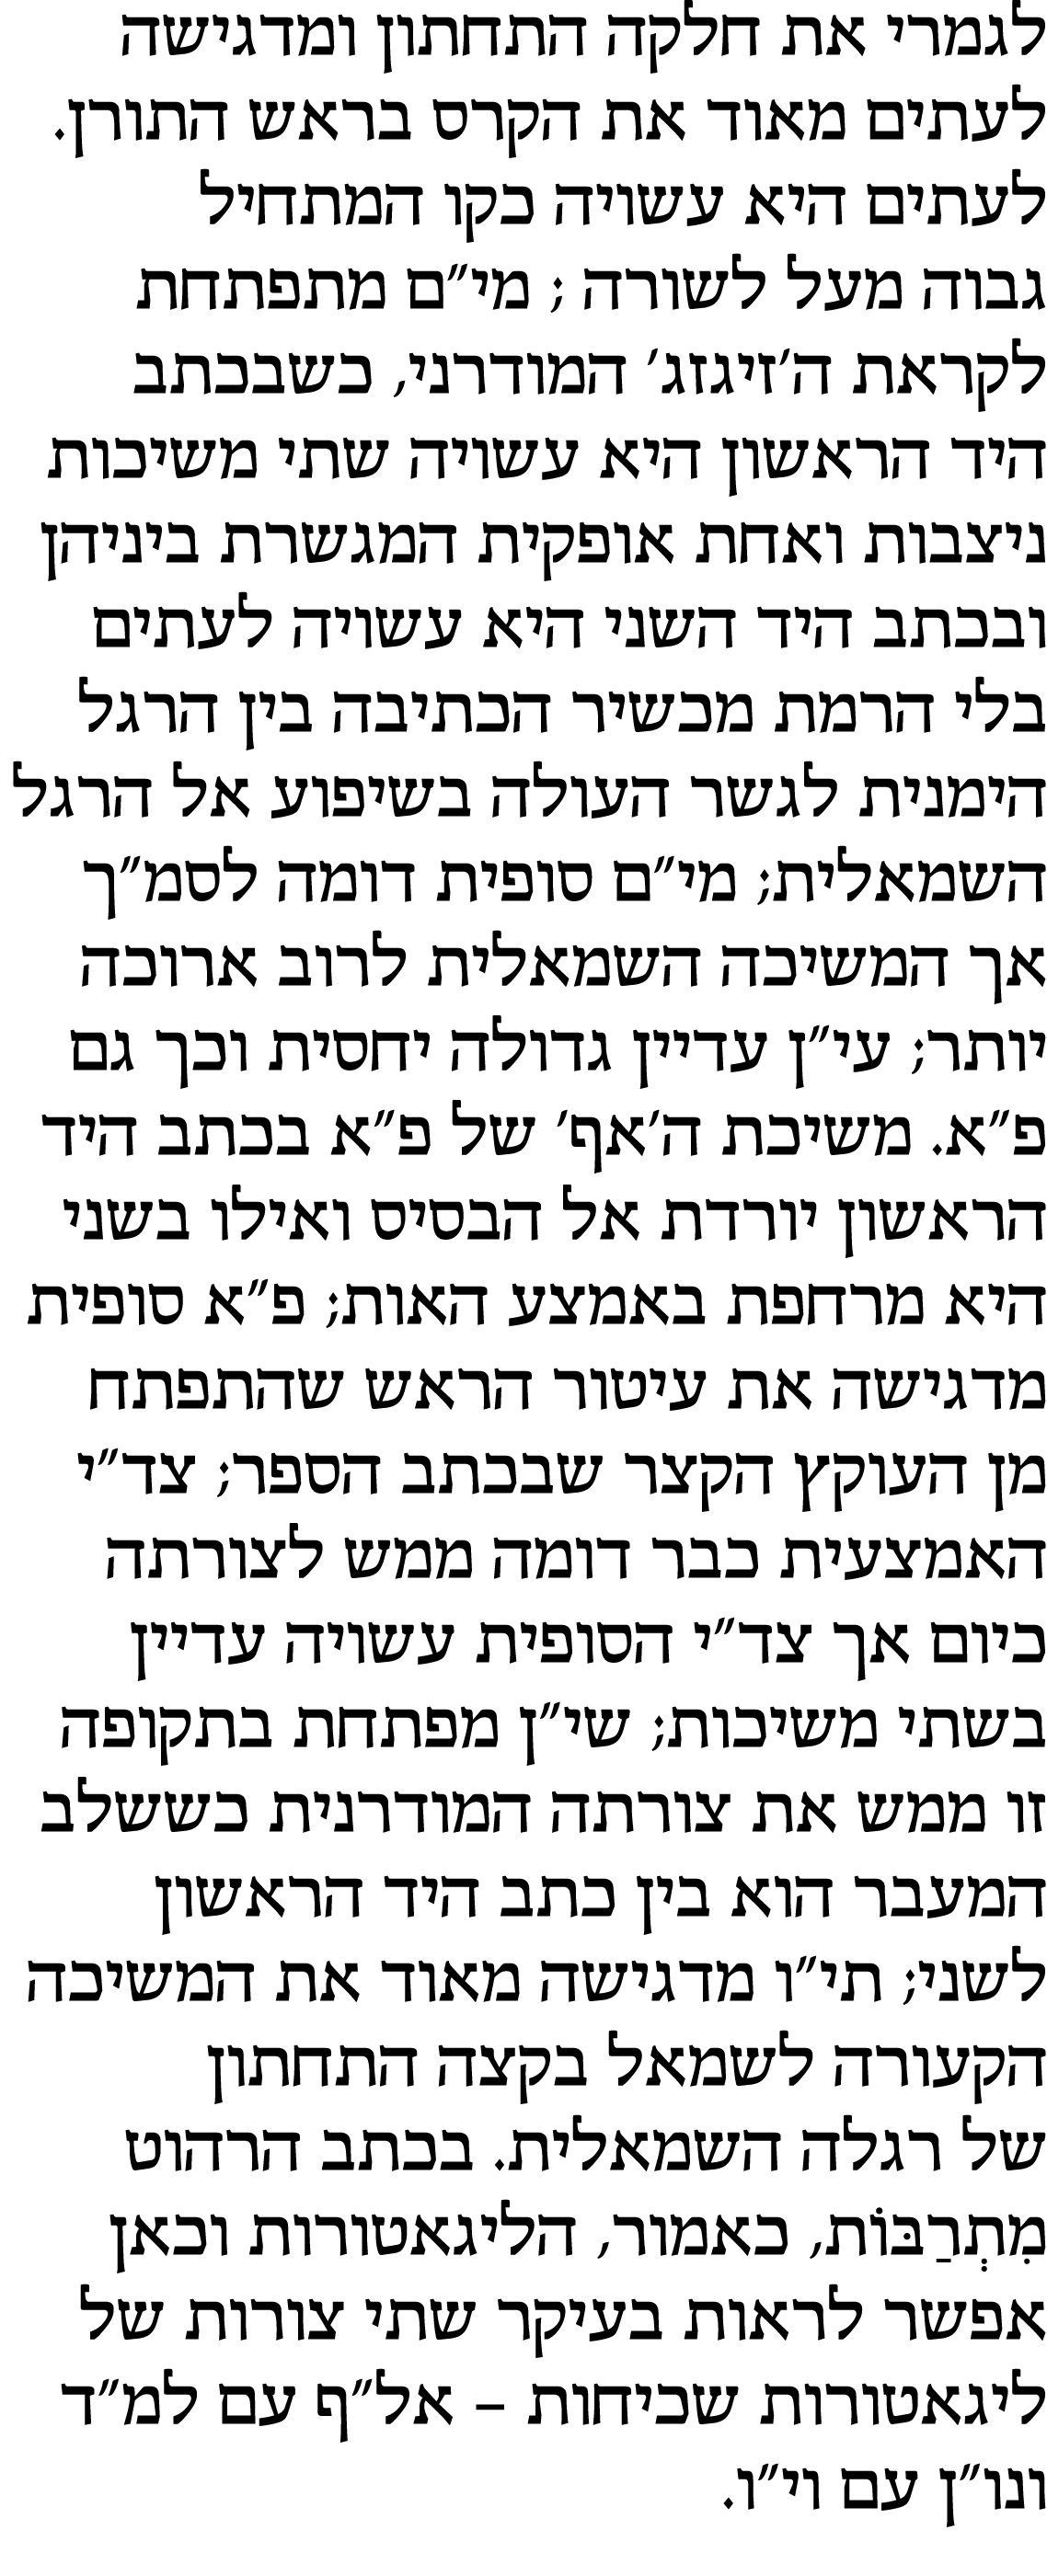 לגמרי את חלקה התחתון ומדגישה
לעתים מאוד את הקרס בראש התורן.
לעתים היא עשויה בקו המתחיל
גבוה מעל לשורה ; מי״ם מתפתחת
לקראת ה׳זיגזג׳ המודרני, כשבכתב
היד הראשון היא עשויה שתי משיכות
ניצבות ואחת אופקית המגשרת ביניהן
ובכתב היד השני היא עשויה לעתים
בלי הרמת מכשיר הכתיבה בין הרגל
הימנית לגשר העולה בשיפוע אל הרגל
השמאלית; מי״ם סופית דומה לסמ״ך
אך המשיכה השמאלית לרוב ארוכה
יותר; עי״ן עדיין גדולה יחסית וכך גם
פ״א. משיכת ה׳אף׳ של פ״א בכתב היד
הראשון יורדת אל הבסיס ואילו בשני
היא מרחפת באמצע האות; פ״א סופית
מדגישה את עיטור הראש שהתפתח
מן העוקץ הקצר שבכתב הספר; צד״י
האמצעית כבר דומה ממש לצורתה
כיום אך צד״י הסופית עשויה עדיין
בשתי משיכות; שי״ן מפתחת בתקופה
זו ממש את צורתה המודרנית כששלב
המעבר הוא בין כתב היד הראשון
לשני; תי״ו מדגישה מאוד את המשיכה
הקעורה לשמאל בקצה התחתון
של רגלה השמאלית. בכתב הרהוט
מִתְרַבּוֹת, כאמור, הליגאטורות וכאן
אפשר לראות בעיקר שתי צורות של
ליגאטורות שכיחות – אל״ף עם למ״ד
ונו״ן עם וי״ו.